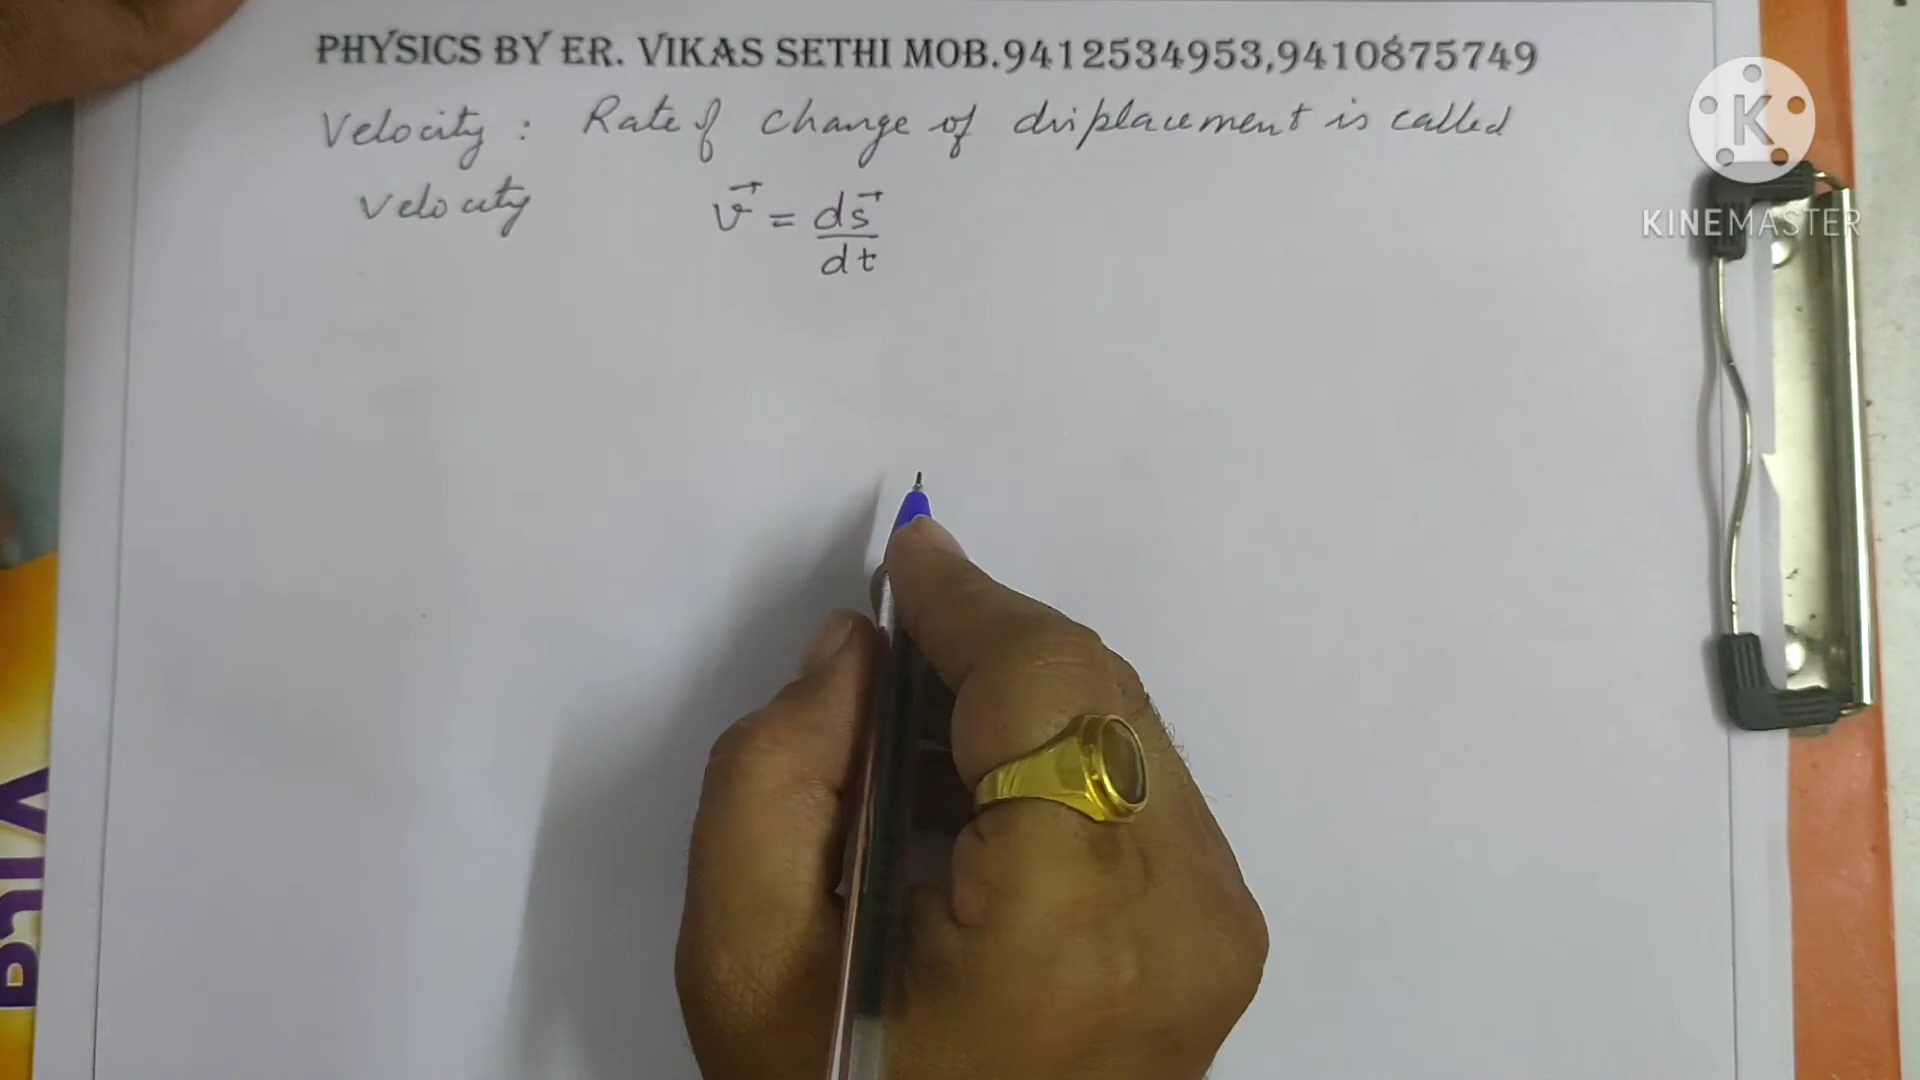 PHYSICS BY ER. VIKAS SETHI MOB.9412534953,9410875749
Velocity : Rate of change of displacement is called
Velocity v⃗ = ds⃗/dt
K
KINEMASTER